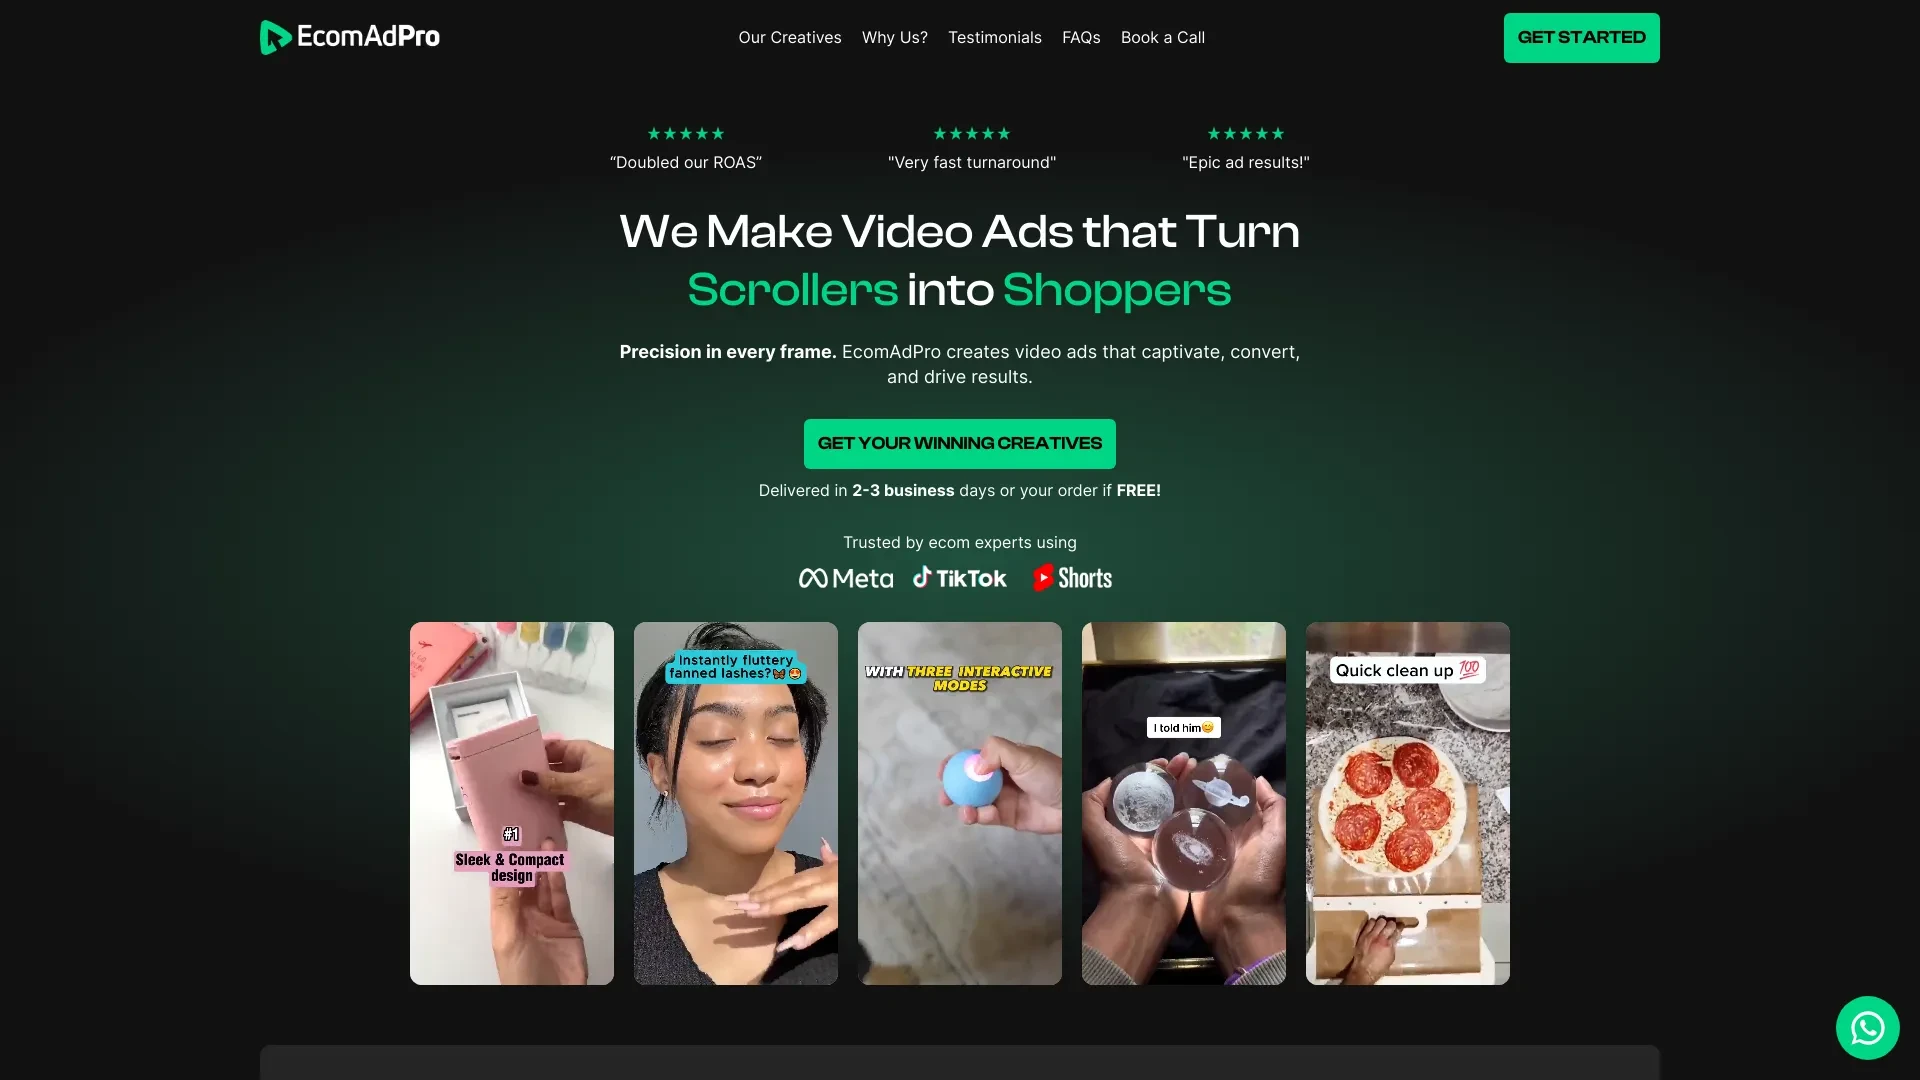 EcomAdPro
Our Creatives
Why Us?
Testimonials
FAQs
Book a Call
GET STARTED
★★★★★
“Doubled our ROAS”
★★★★★
"Very fast turnaround"
★★★★★
"Epic ad results!"
We Make Video Ads that Turn
Scrollers into Shoppers
Precision in every frame. EcomAdPro creates video ads that captivate, convert,
and drive results.
GET YOUR WINNING CREATIVES
Delivered in 2-3 business days or your order if FREE!
Trusted by ecom experts using
Meta
TikTok
Shorts
#1
Sleek & Compact
design
Instantly fluttery
fanned lashes?🦋😍
WITH THREE INTERACTIVE
MODES
I told him😊
Quick clean up 💯